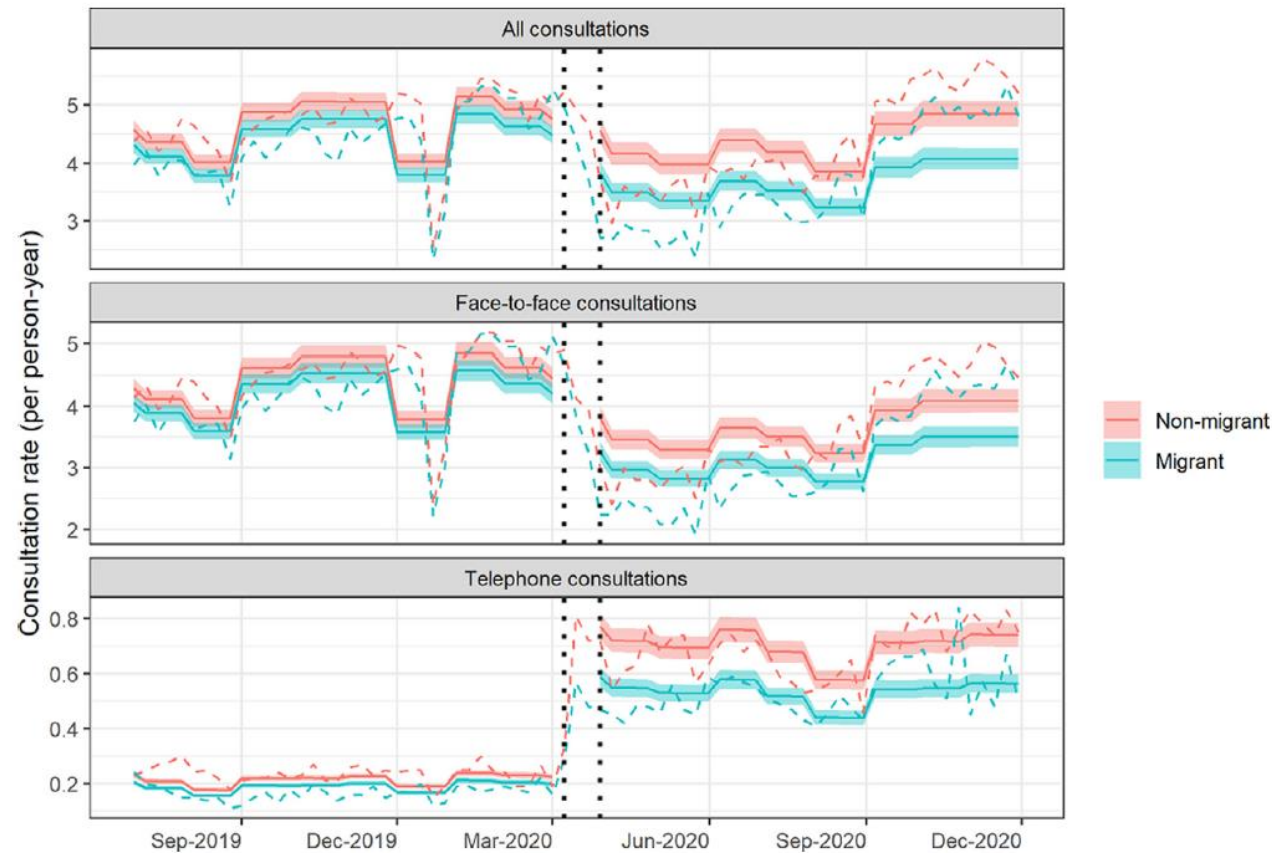 All consultations
5
4
3
Face-to-face consultations
5
4
3
2
Telephone consultations
0.8
0.6
0.4
0.2
Sep-2019 Dec-2019 Mar-2020 Jun-2020 Sep-2020 Dec-2020
Consultation rate (per person-year)
Non-migrant
Migrant